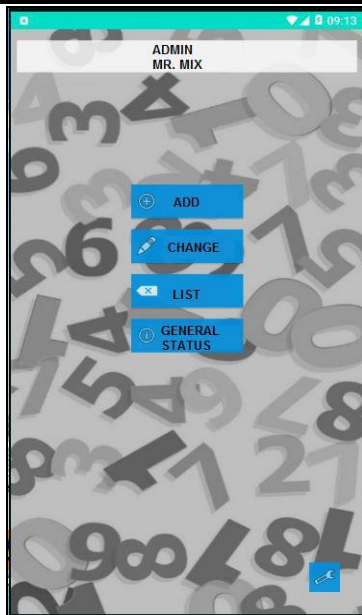 09:13
ADMIN
MR. MIX
ADD
CHANGE
LIST
GENERAL
STATUS